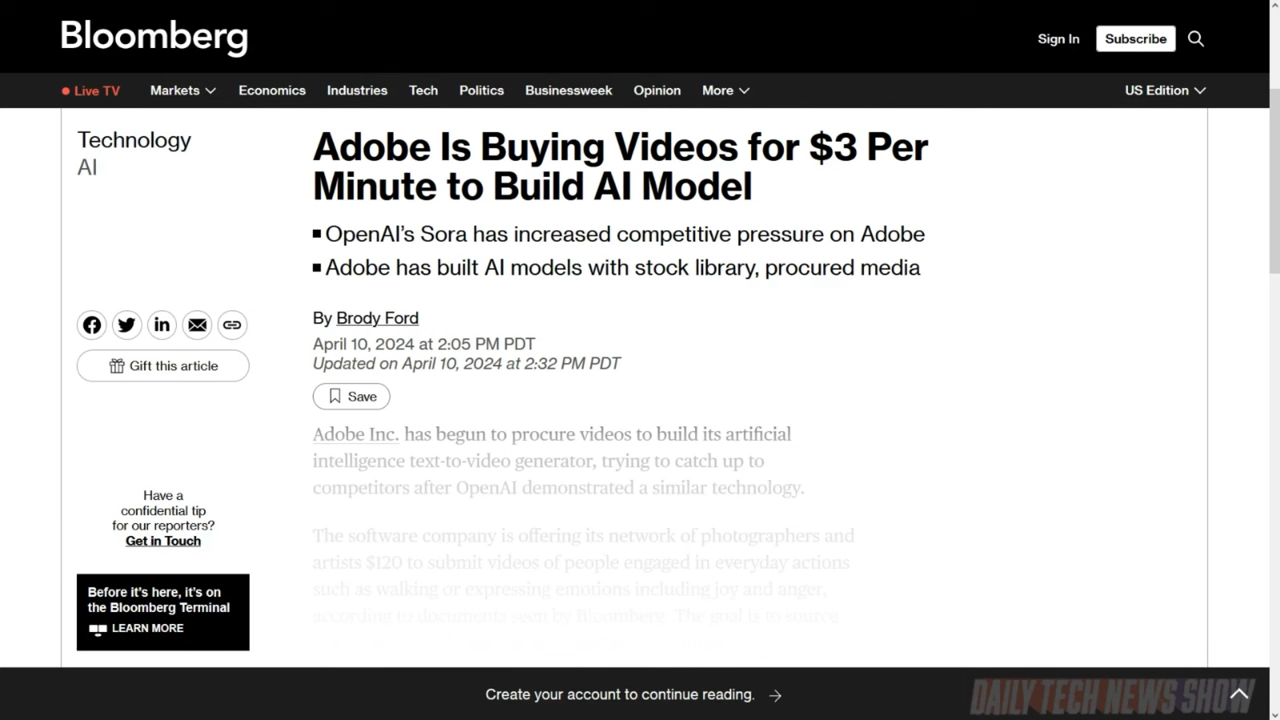 Bloomberg
Sign In
Subscribe
Live TV
Markets
Economics
Industries
Tech
Politics
Businessweek
Opinion
More
US Edition
Technology
AI
Adobe Is Buying Videos for $3 Per
Minute to Build AI Model
OpenAI's Sora has increased competitive pressure on Adobe
Adobe has built AI models with stock library, procured media
By Brody Ford
April 10, 2024 at 2:05 PM PDT
Updated on April 10, 2024 at 2:32 PM PDT
Save
Gift this article
Adobe Inc. has begun to procure videos to build its artificial
intelligence text-to-video generator, trying to catch up to
competitors after OpenAI demonstrated a similar technology.
The software company is offering its network of photographers and
artists $120 to submit videos of people engaged in everyday actions
such as walking or expressing emotions including joy and anger,
according to documents seen by Bloomberg. The goal is to source
Have a
confidential tip
for our reporters?
Get in Touch
Before it's here, it's on
the Bloomberg Terminal
LEARN MORE
Create your account to continue reading.
DAILY TECH NEWS SHOW